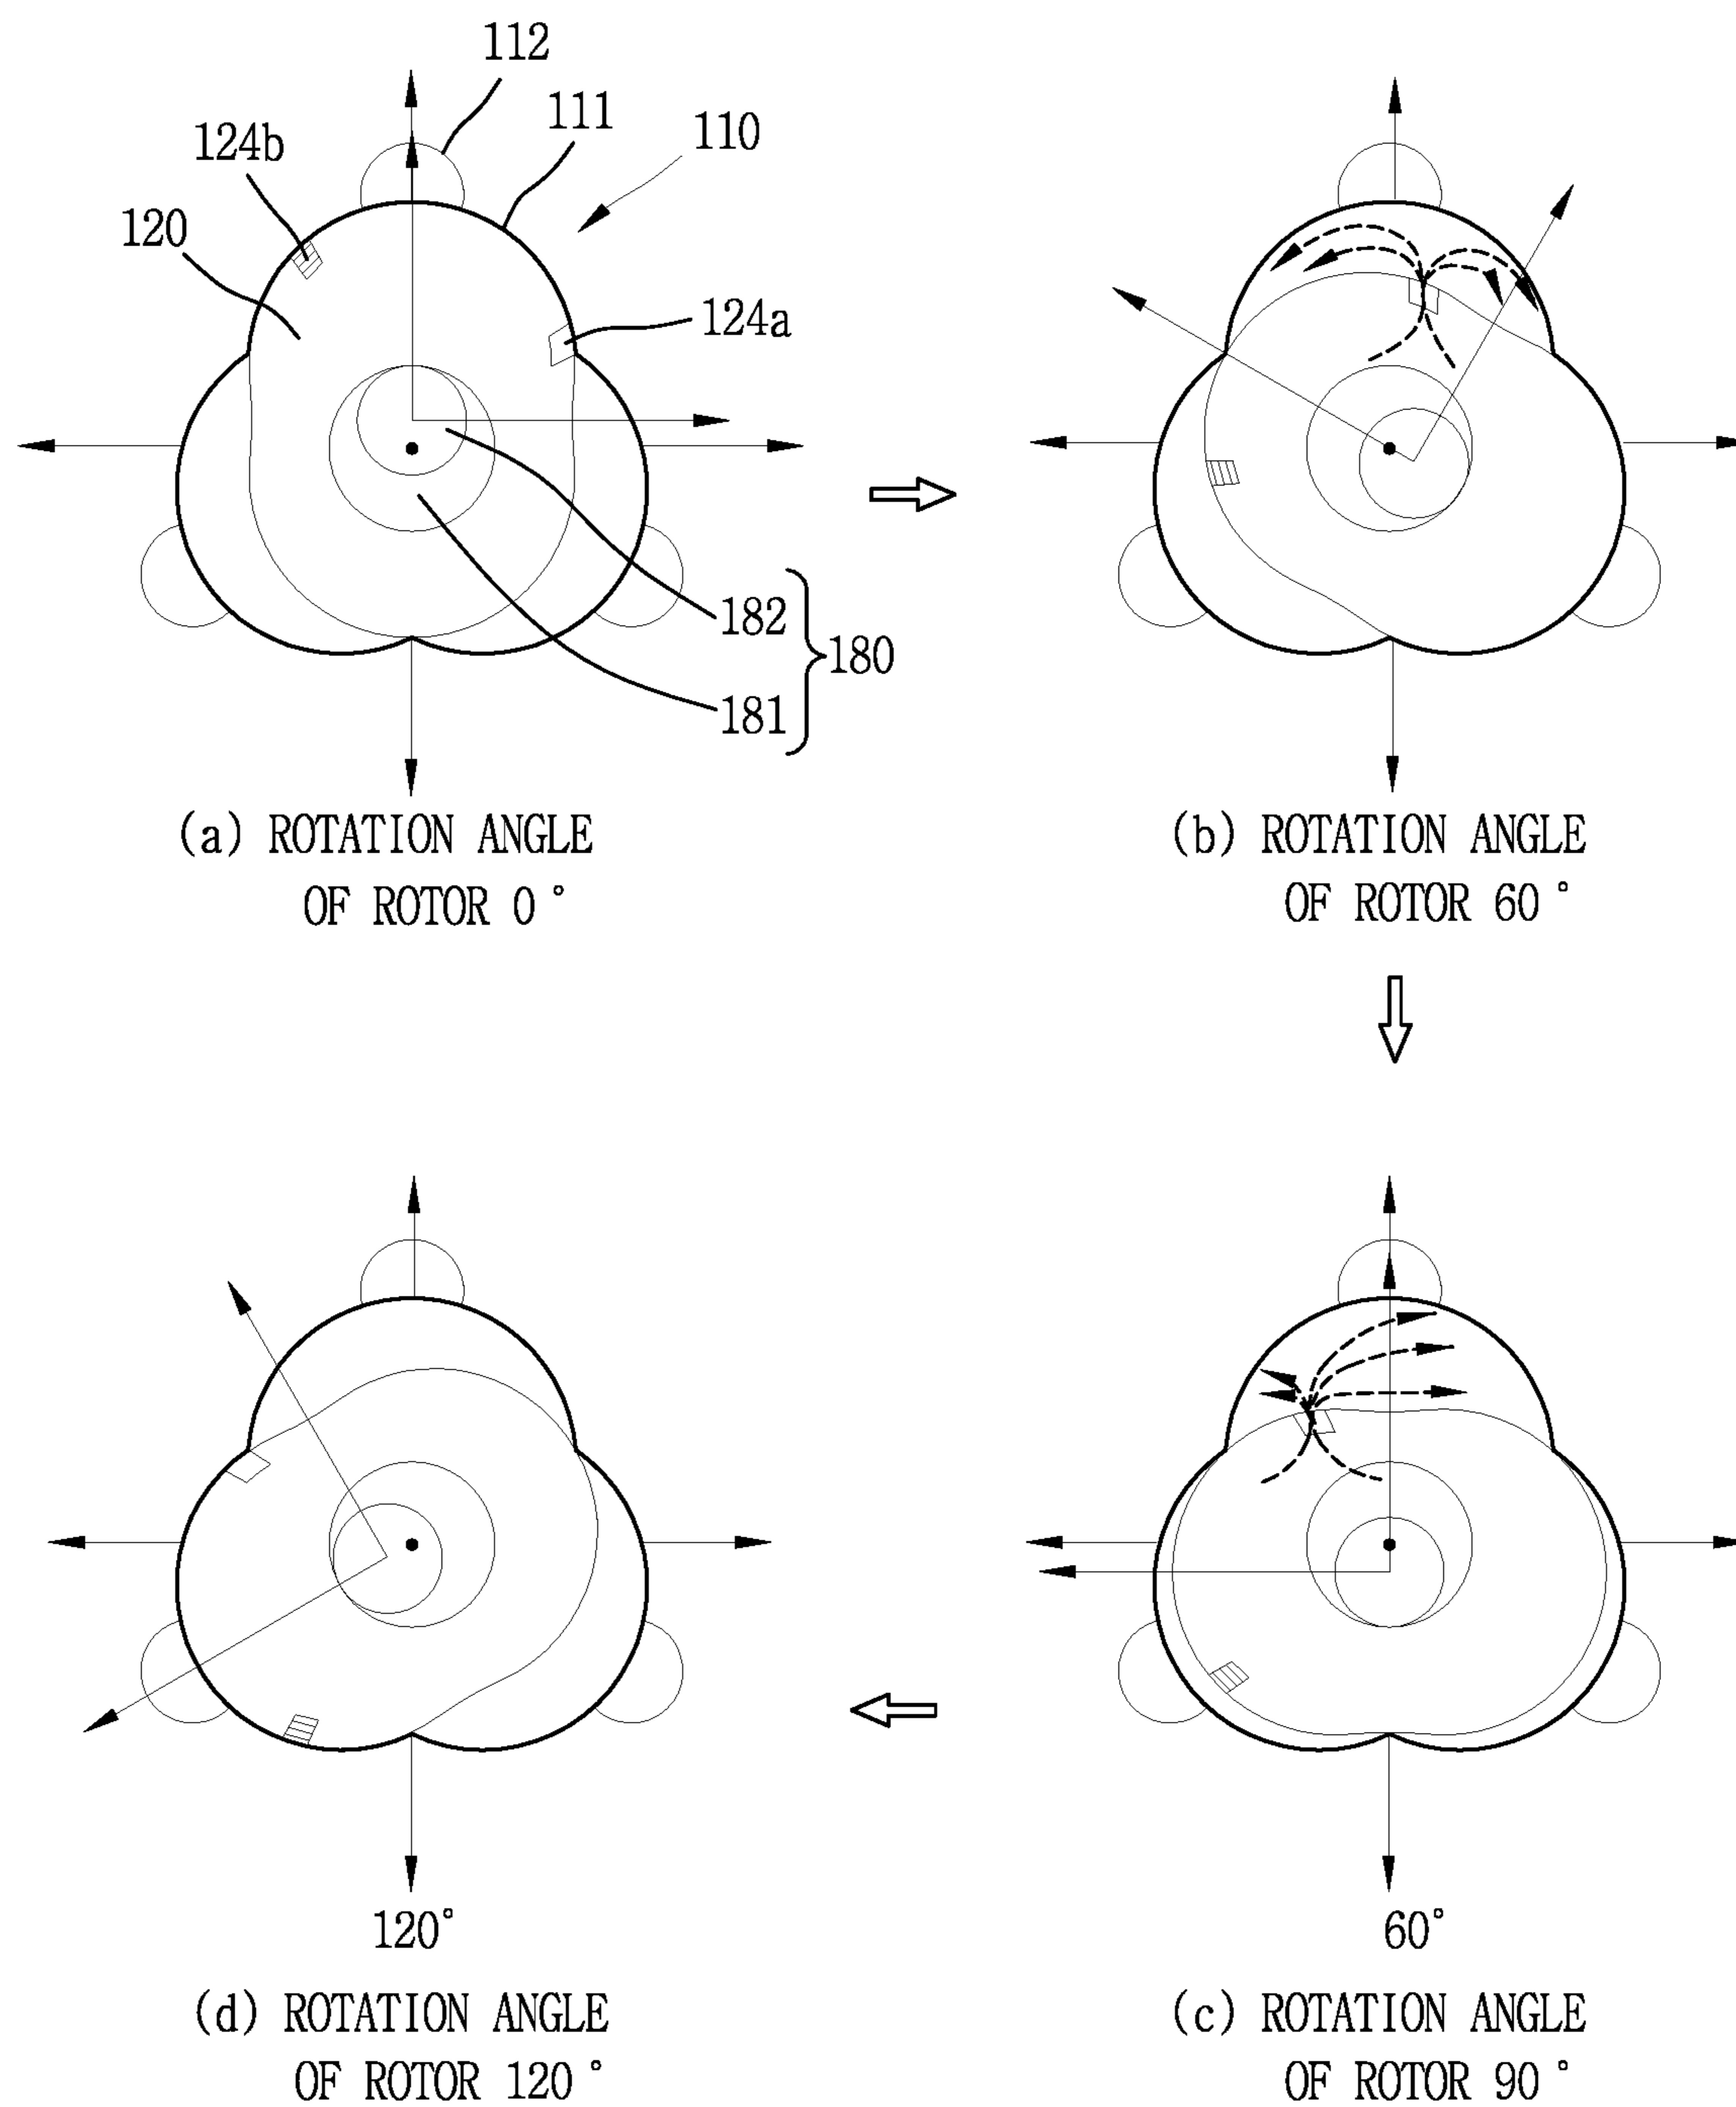 112
111
110
124b
120
124a
182
180
181
(a) ROTATION ANGLE
OF ROTOR 0°
(b) ROTATION ANGLE
OF ROTOR 60°
120°
(d) ROTATION ANGLE
OF ROTOR 120°
60°
(c) ROTATION ANGLE
OF ROTOR 90°